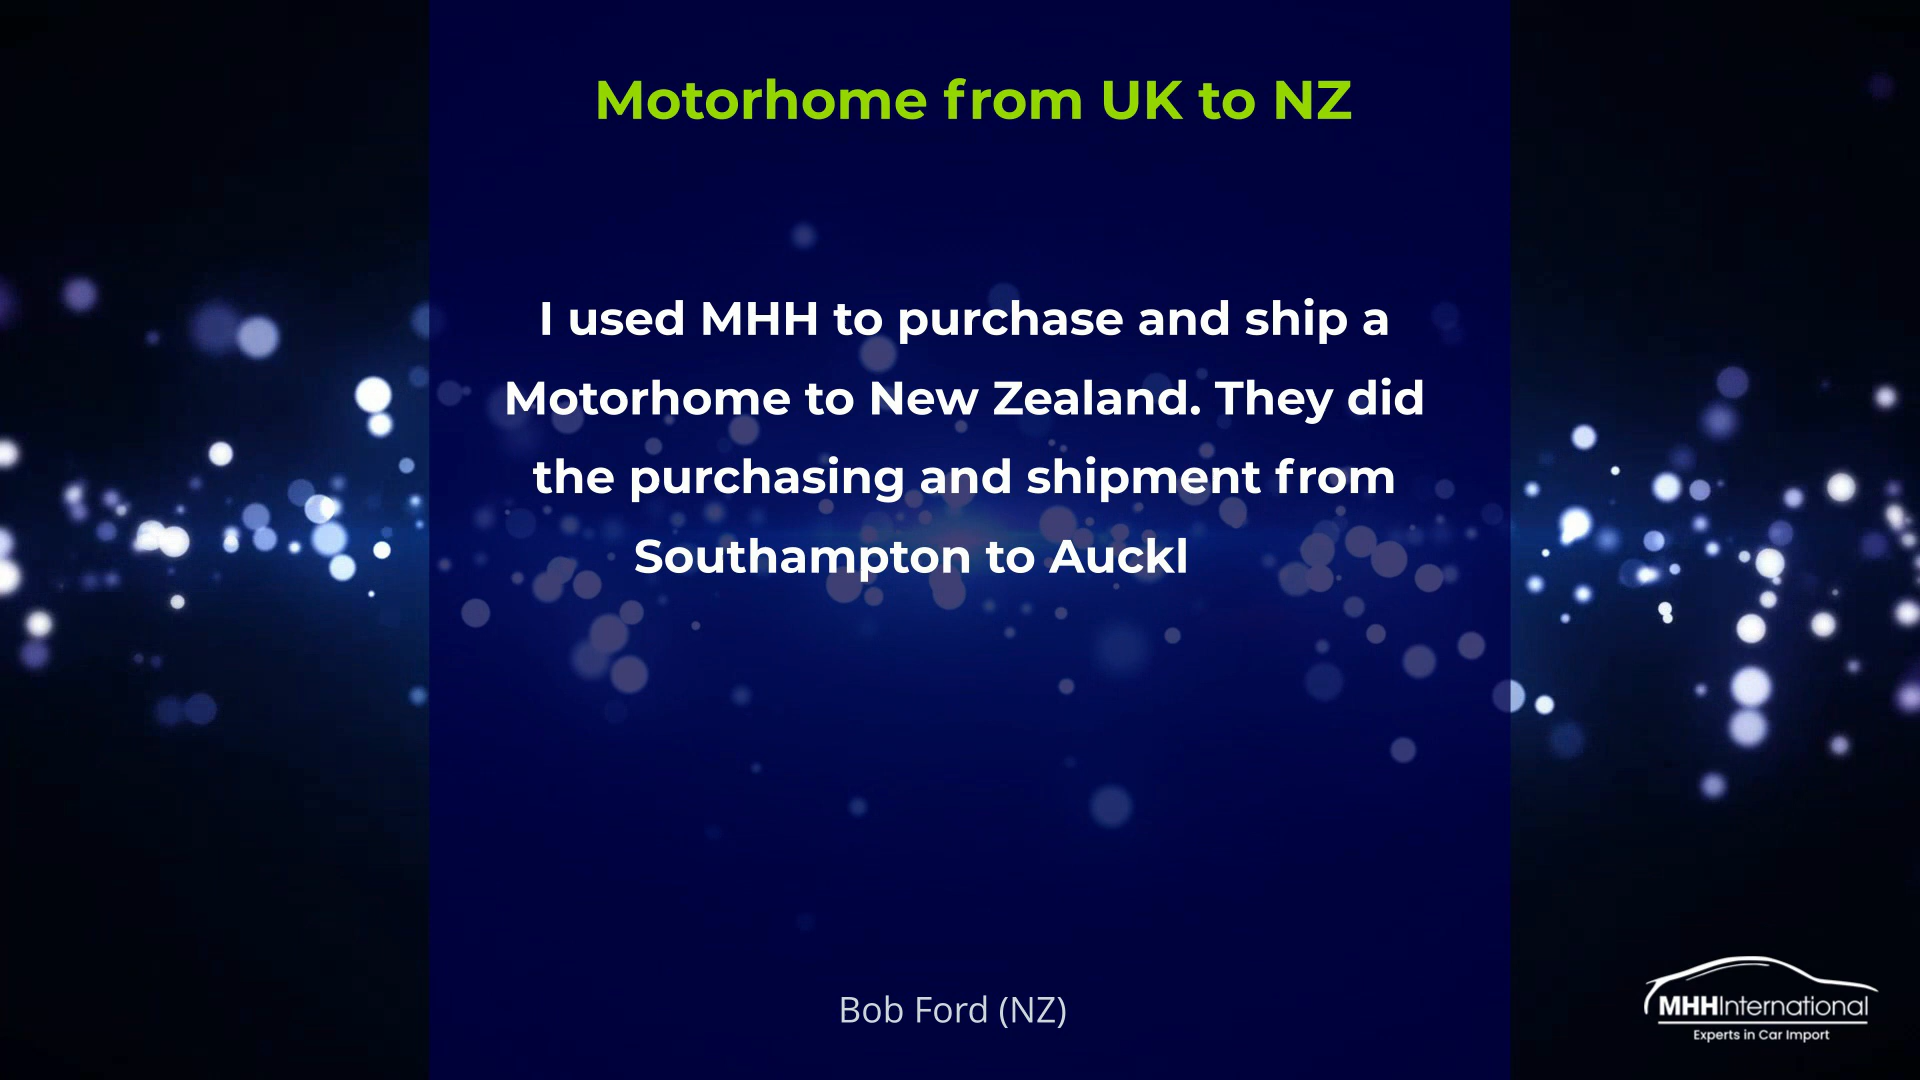 Motorhome from UK to NZ
I used MHH to purchase and ship a
Motorhome to New Zealand. They did
the purchasing and shipment from
Southampton to Auckl
Bob Ford (NZ)
MHHInternational
Experts in Car Import